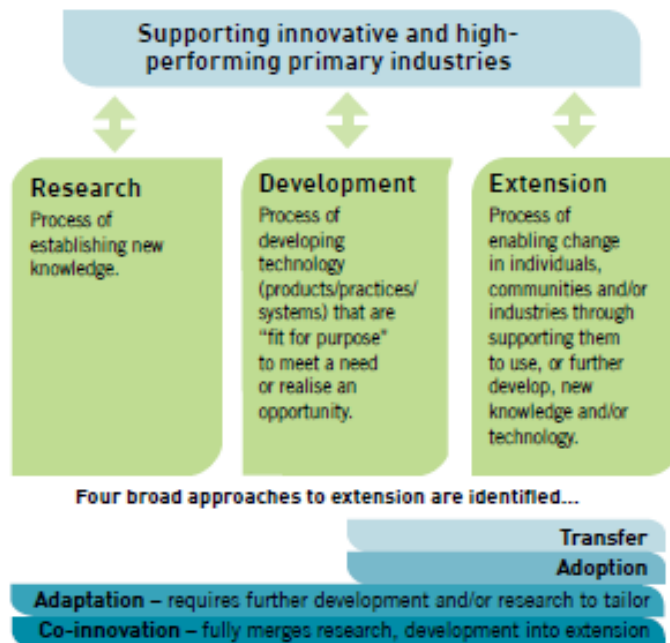 Supporting innovative and high-
performing primary industries
Research
Process of
establishing new
knowledge.
Development
Process of
developing
technology
(products/practices/
systems) that are
"fit for purpose"
to meet a need
or realise an
opportunity.
Extension
Process of
enabling change
in individuals,
communities and/or
industries through
supporting them
to use, or further
develop, new
knowledge and/or
technology.
Four broad approaches to extension are identified...
Transfer
Adoption
Adaptation – requires further development and/or research to tailor
Co-innovation – fully merges research, development into extension